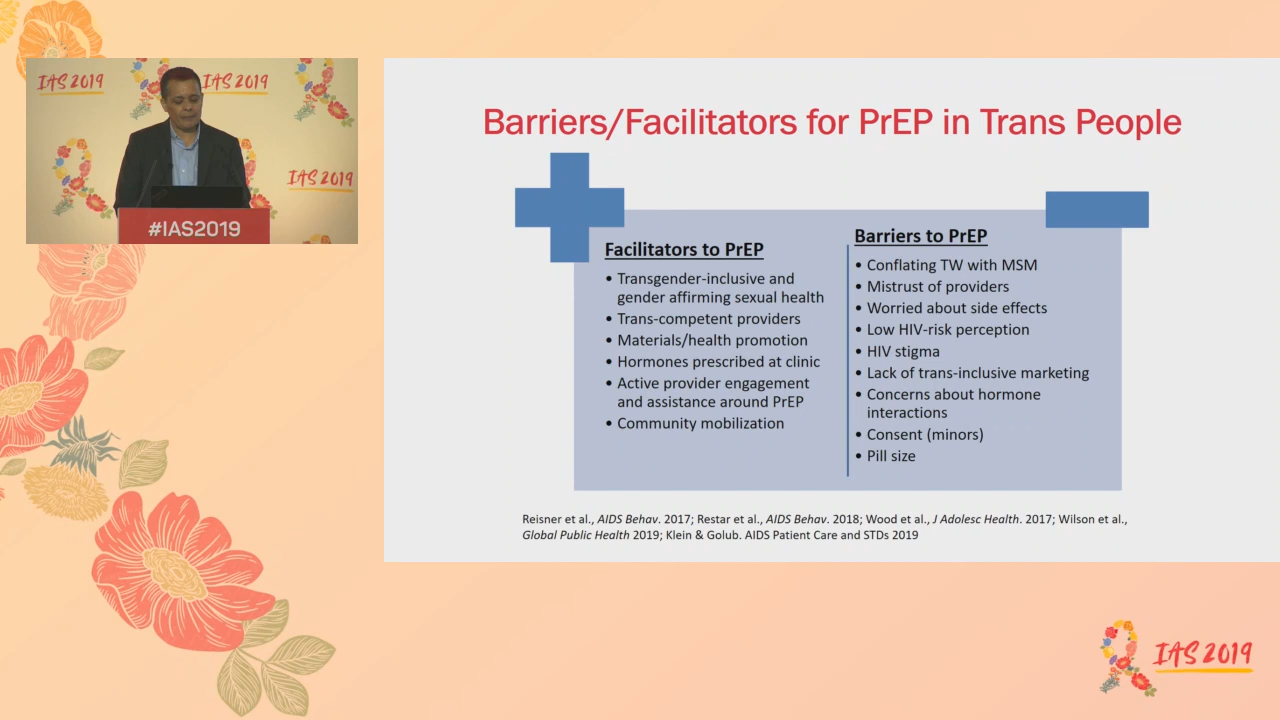 IAS 2019
IAS 2019
IAS 2019
#IAS2019
Barriers/Facilitators for PrEP in Trans People
Facilitators to PrEP
• Transgender-inclusive and
gender affirming sexual health
• Trans-competent providers
• Materials/health promotion
• Hormones prescribed at clinic
• Active provider engagement
and assistance around PrEP
• Community mobilization
Barriers to PrEP
• Conflating TW with MSM
• Mistrust of providers
• Worried about side effects
• Low HIV-risk perception
• HIV stigma
• Lack of trans-inclusive marketing
• Concerns about hormone
interactions
• Consent (minors)
• Pill size
Reisner et al., AIDS Behav. 2017; Restar et al., AIDS Behav. 2018; Wood et al., J Adolesc Health. 2017; Wilson et al.,
Global Public Health 2019; Klein & Golub. AIDS Patient Care and STDs 2019
IAS 2019